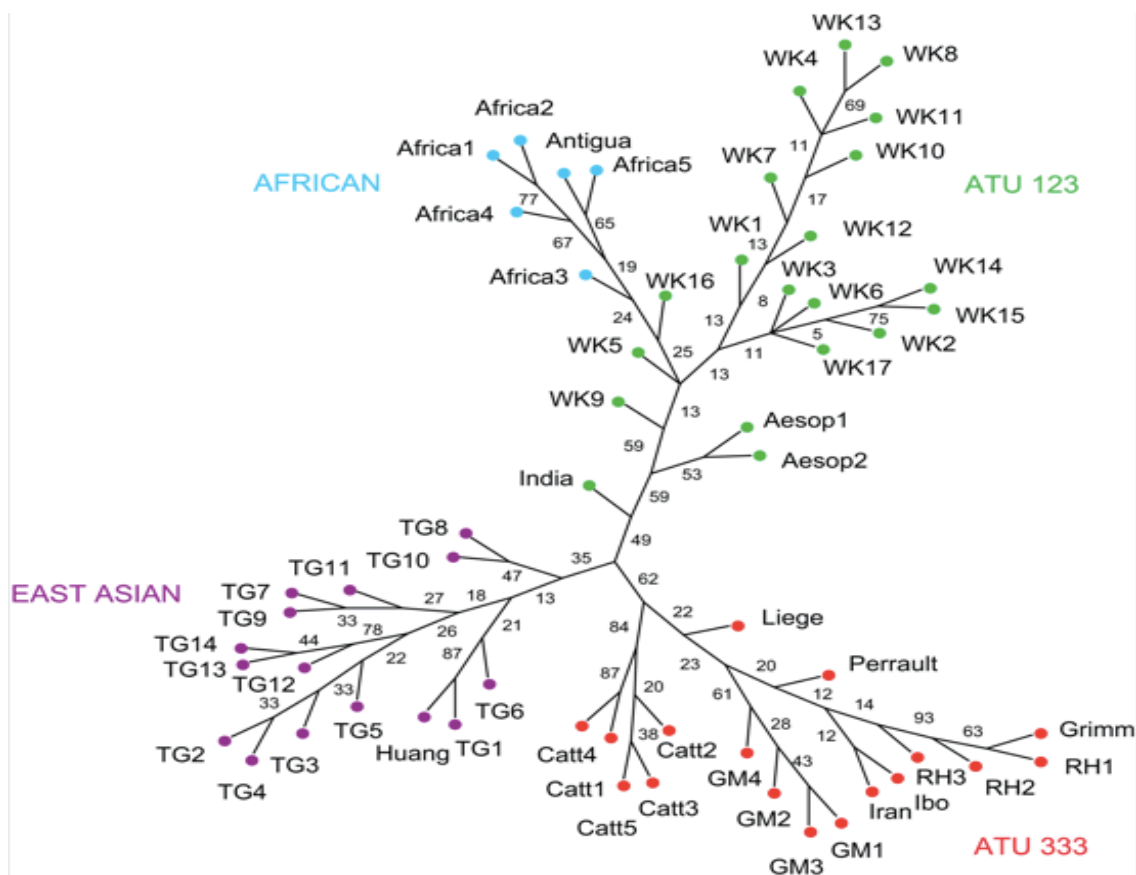 WK13
WK4
WK8
Africa2
69
Antigua
WK11
Africa1
Africa5
11
WK10
AFRICAN
WK7
ATU 123
77
17
Africa4
65
WK1
67
13
WK12
19
WK3
WK14
Africa3
WK16
8
WK6
24
13
75
WK15
WK5
25
11
5
WK2
13
WK17
WK9
13
Aesop1
59
53
Aesop2
India
59
TG8
49
TG10
35
TG11
47
62
TG7
EAST ASIAN
27
18
13
TG9
33
22
Liege
78
26
21
84
TG14
44
Perrault
TG13
22
87
23
20
TG12
87
20
61
12
14
93
33
33
TG6
63
Grimm
TG5
28
TG2
Huang
TG1
Catt4
38
Catt2
12
TG3
43
RH3
RH1
TG4
GM4
RH2
Catt1
Catt3
Ibo
GM2
Iran
Catt5
GM1
ATU 333
GM3